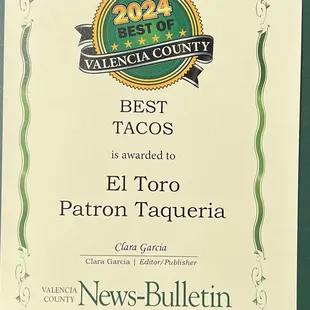 2024
BEST OF
VALENCIA COUNTY
BEST
TACOS
is awarded to
El Toro
Patron Taqueria
Clara Garcia
Clara Garcia | Editor/Publisher
VALENCIA
COUNTY
News-Bulletin